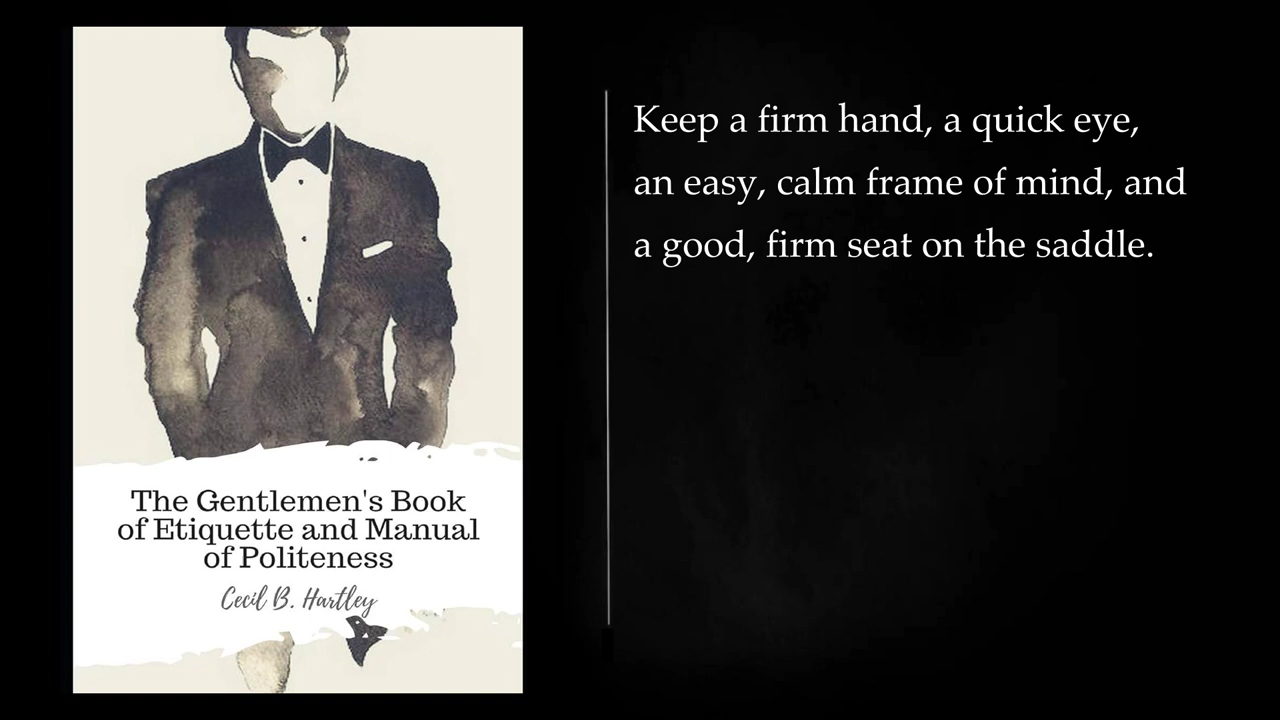 The Gentlemen's Book
of Etiquette and Manual
of Politeness
Cecil B. Hartley
Keep a firm hand, a quick eye,
an easy, calm frame of mind, and
a good, firm seat on the saddle.